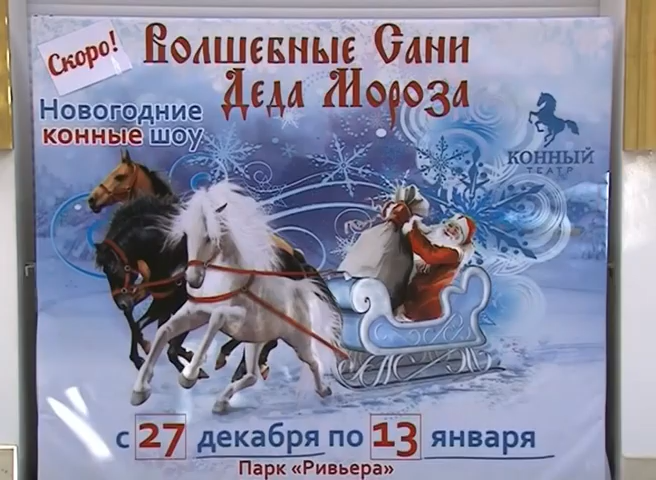 Скоро!
Волшебные Сани
Деда Мороза
Новогодние
конные шоу
КОННЫЙ
ТЕАТР
с 27 декабря по 13 января
Парк «Ривьера»